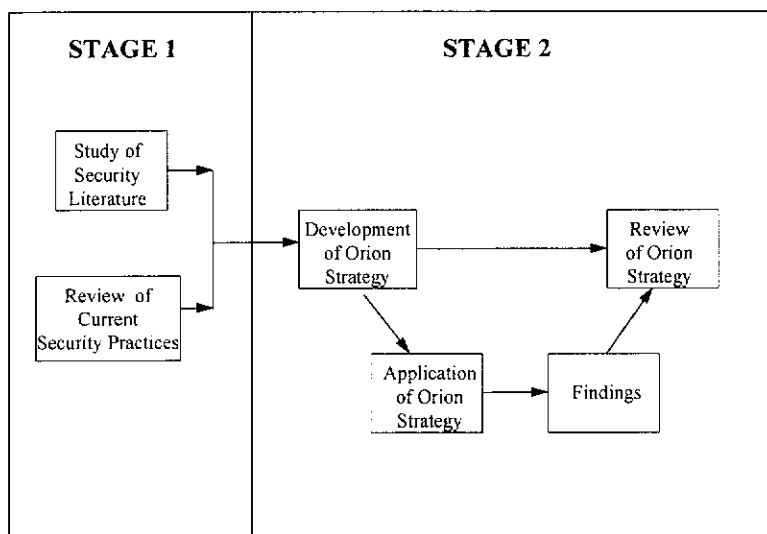 STAGE 1
STAGE 2
Study of
Security
Literature
Review of
Current
Security Practices
Development
of Orion
Strategy
Review
of Orion
Strategy
Application
of Orion
Strategy
Findings